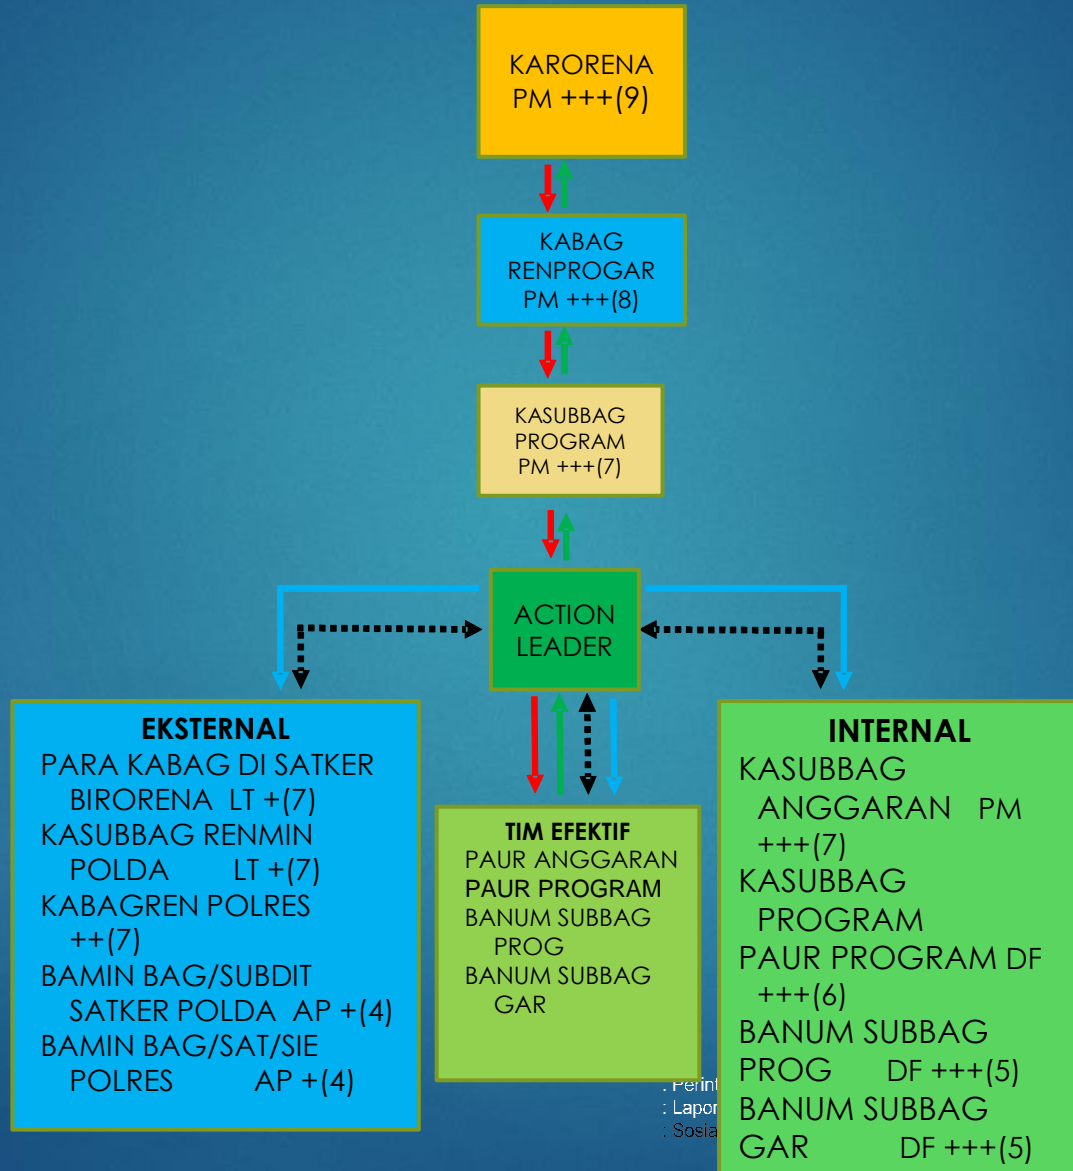 KARORENA
PM +++(9)
KABAG
RENPROGAR
PM +++(8)
KASUBBAG
PROGRAM
PM +++(7)
ACTION
LEADER
EKSTERNAL
PARA KABAG DI SATKER
BIRORENA LT +(7)
KASUBBAG RENMIN
POLDA LT +(7)
KABAGREN POLRES
++(7)
BAMIN BAG/SUBDIT
SATKER POLDA AP +(4)
BAMIN BAG/SAT/SIE
POLRES AP +(4)
TIM EFEKTIF
PAUR ANGGARAN
PAUR PROGRAM
BANUM SUBBAG
PROG
BANUM SUBBAG
GAR
INTERNAL
KASUBBAG
ANGGARAN PM
+++(7)
KASUBBAG
PROGRAM
PAUR PROGRAM DF
+++(6)
BANUM SUBBAG
PROG DF +++(5)
BANUM SUBBAG
GAR DF +++(5)
: Perint
: Lapor
: Sosia